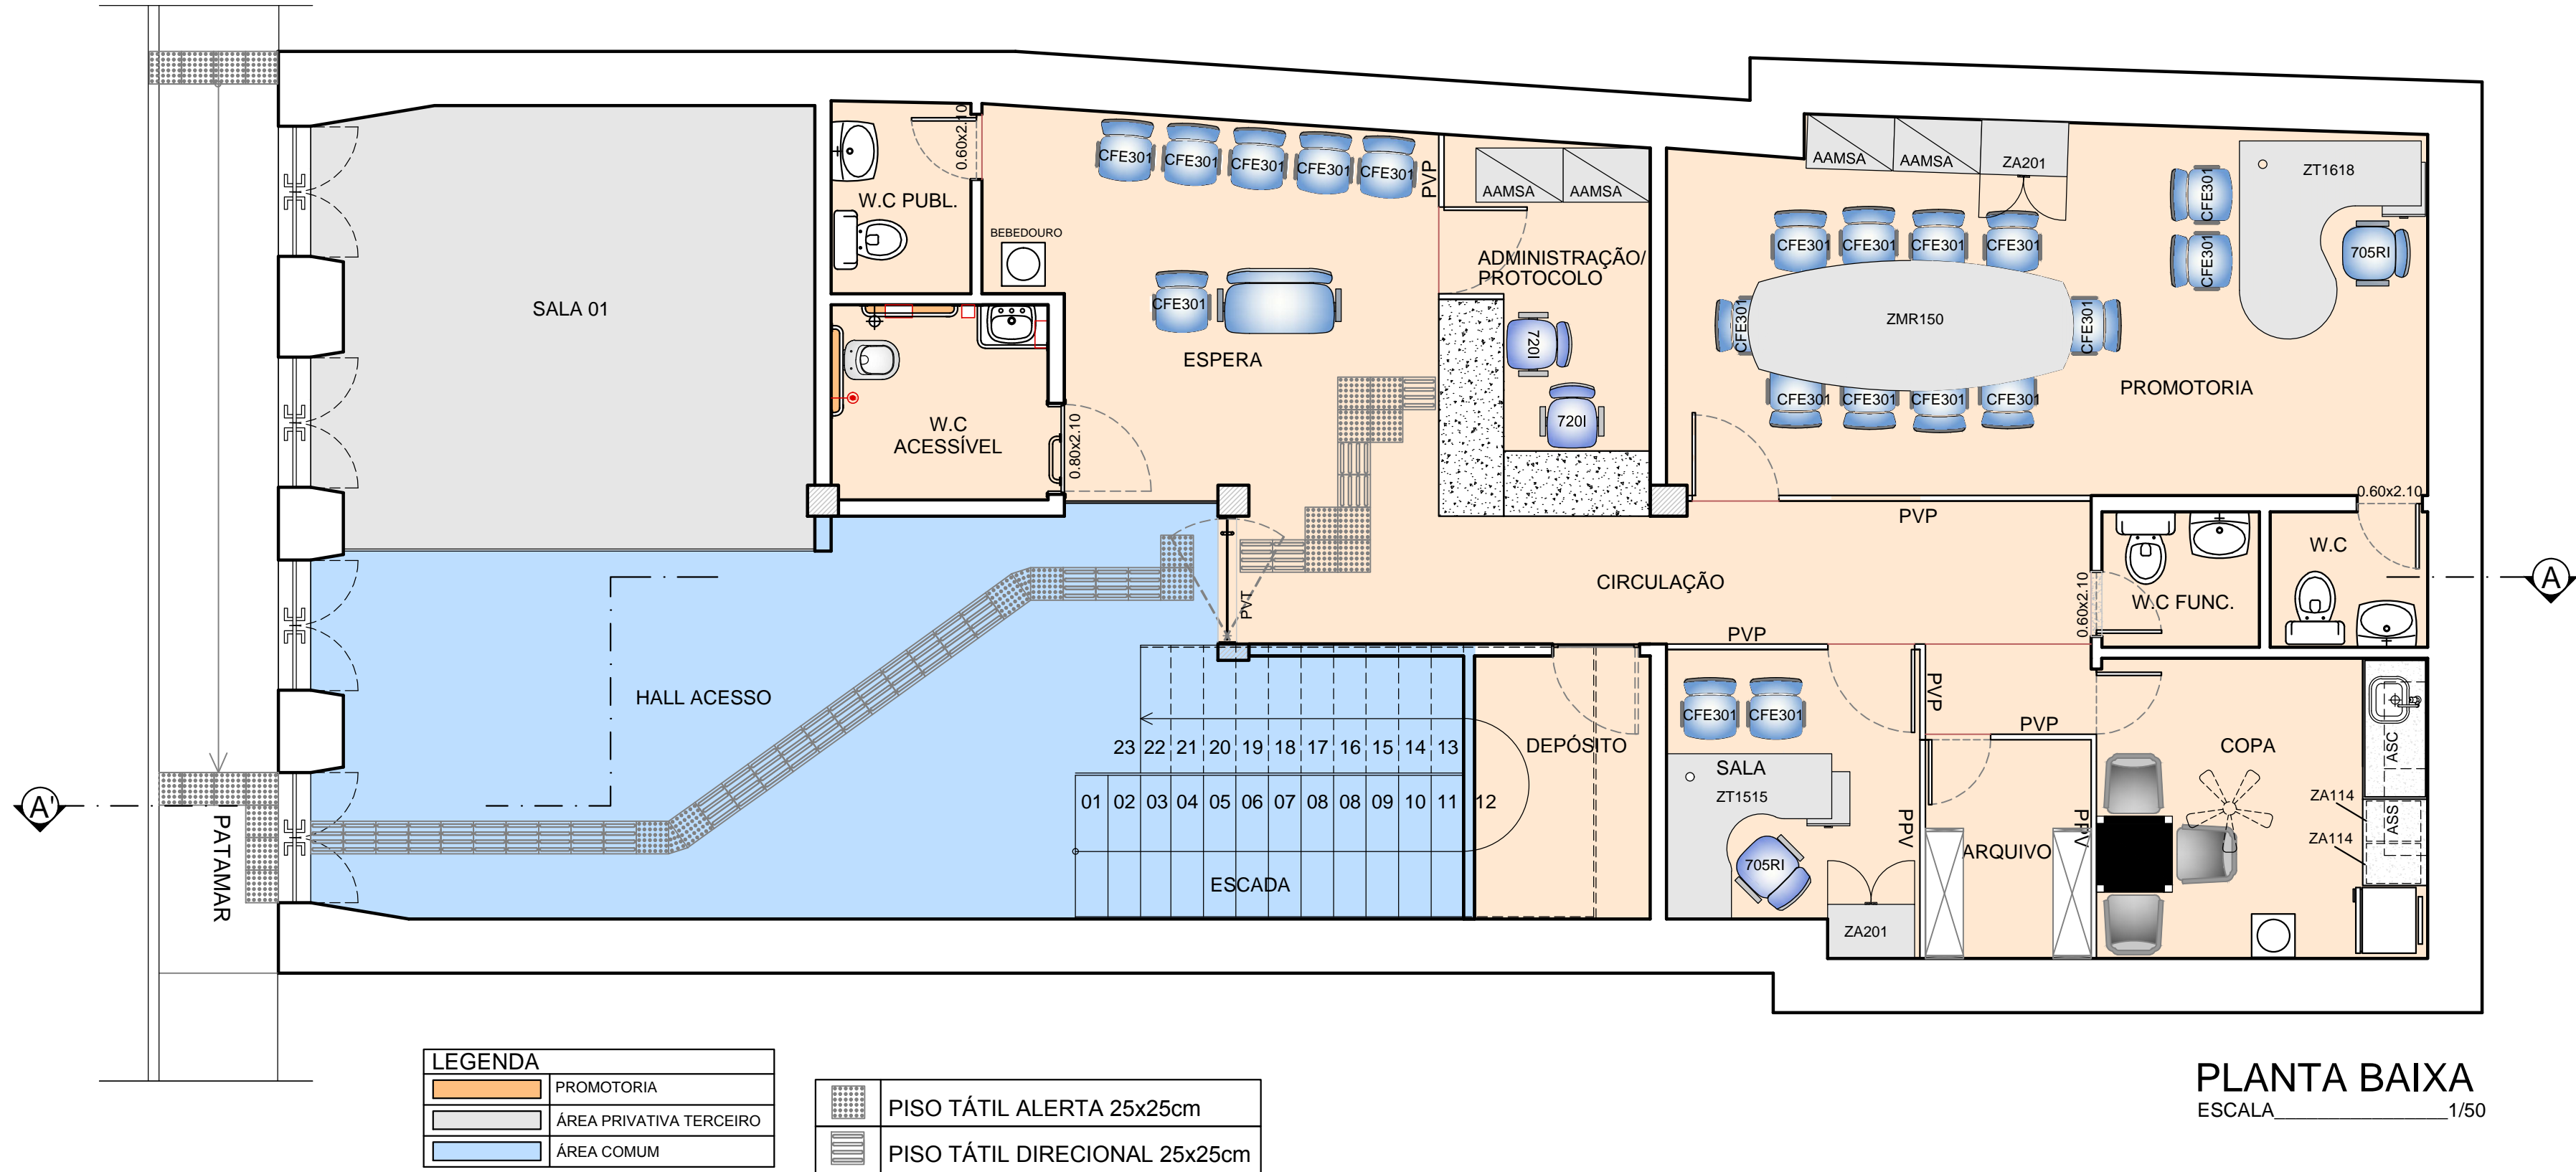 0.60x2.10
W.C PUBL.
BEBEDOURO
CFE301
CFE301
CFE301
CFE301
CFE301
PVP
AAMSA
AAMSA
ADMINISTRAÇÃO/
PROTOCOLO
720I
720I
CFE301
ESPERA
SALA 01
W.C
ACESSÍVEL
0.80x2.10
AAMSA
AAMSA
ZA201
ZT1618
CFE301
CFE301
705RI
CFE301
CFE301
CFE301
CFE301
CFE301
ZMR150
CFE301
CFE301
CFE301
CFE301
CFE301
PROMOTORIA
PVP
0.60x2.10
W.C
W.C FUNC.
0.60x2.10
A
CIRCULAÇÃO
PVT
PVP
HALL ACESSO
23 22 21 20 19 18 17 16 15 14 13
01 02 03 04 05 06 07 08 08 09 10 11 12
ESCADA
DEPÓSITO
CFE301
CFE301
SALA
ZT1515
705RI
ZA201
PVP
PVP
PPV
ARQUIVO
PPV
COPA
ASC
ZA114
ASS
ZA114
A'
PATAMAR
LEGENDA
PROMOTORIA
ÁREA PRIVATIVA TERCEIRO
ÁREA COMUM
PISO TÁTIL ALERTA 25x25cm
PISO TÁTIL DIRECIONAL 25x25cm
PLANTA BAIXA
ESCALA________________1/50